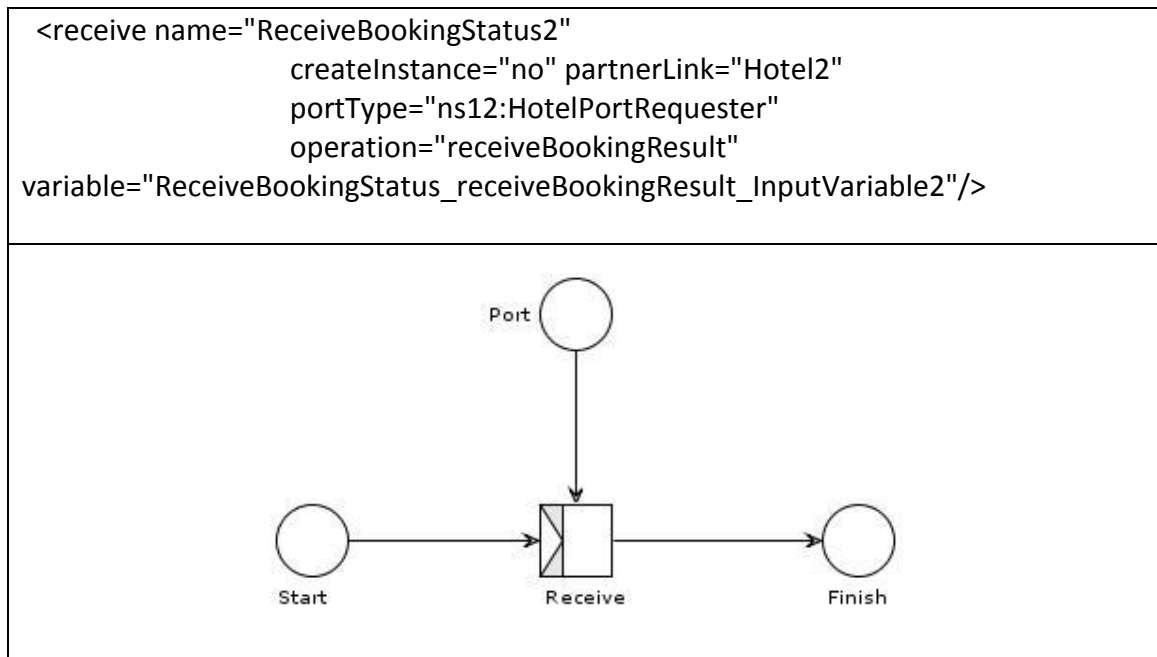 <receive name="ReceiveBookingStatus2"
createInstance="no" partnerLink="Hotel2"
portType="ns12:HotelPortRequester"
operation="receiveBookingResult"
variable="ReceiveBookingStatus_receiveBookingResult_InputVariable2"/>
Port
Start
Receive
Finish